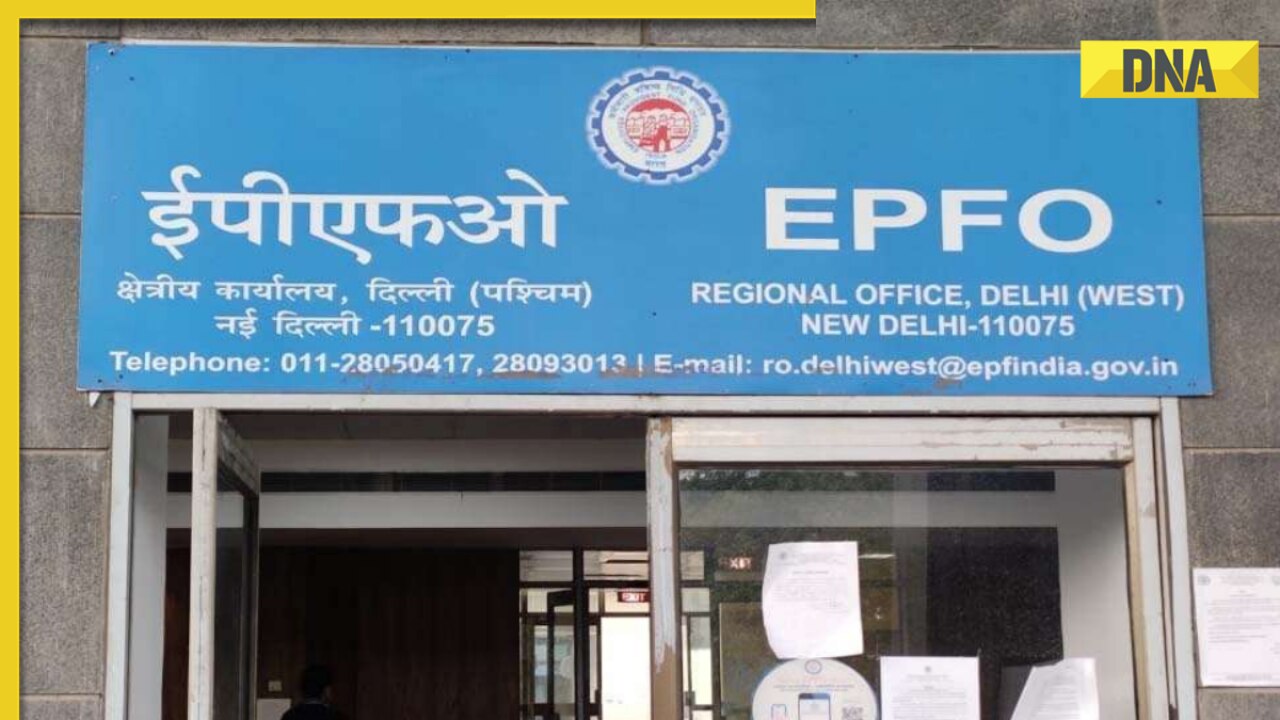 DNA
ईपीएफओ
EPFO
क्षेत्रीय कार्यालय, दिल्ली (पश्चिम)
नई दिल्ली -110075
REGIONAL OFFICE, DELHI (WEST)
NEW DELHI-110075
Telephone: 011-28050417, 28093013 | E-mail: ro.delhiwest@epfindia.gov.in
EXIT
EXIT